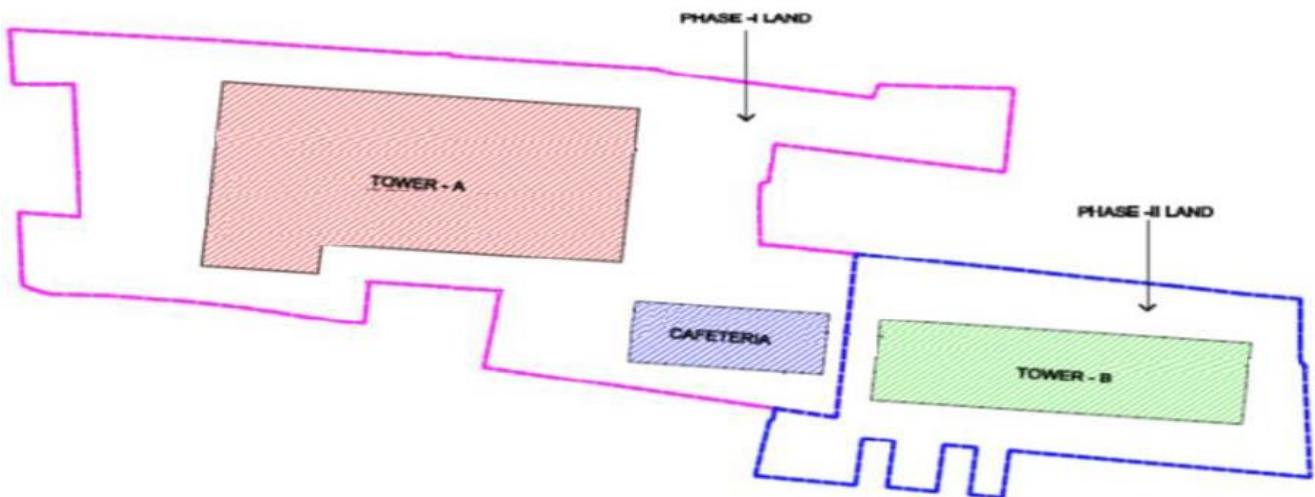 PHASE -I LAND
TOWER - A
PHASE -II LAND
CAFETERIA
TOWER - B